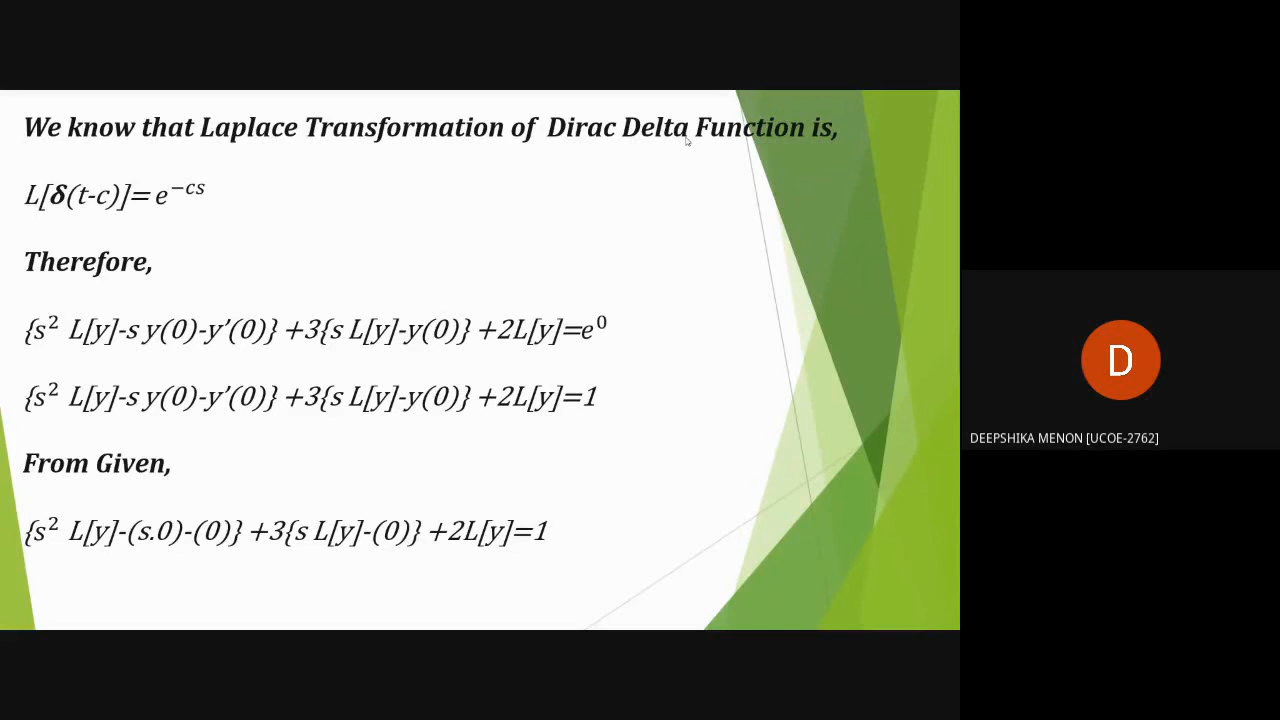 We know that Laplace Transformation of Dirac Delta Function is,
L[δ(t-c)]= e^{−cs}
Therefore,
{s² L[y]-s y(0)-y’(0)} +3{s L[y]-y(0)} +2L[y]=e⁰
{s² L[y]-s y(0)-y’(0)} +3{s L[y]-y(0)} +2L[y]=1
From Given,
{s² L[y]-(s.0)-(0)} +3{s L[y]-(0)} +2L[y]=1
D
DEEPSHIKA MENON [UCOE-2762]